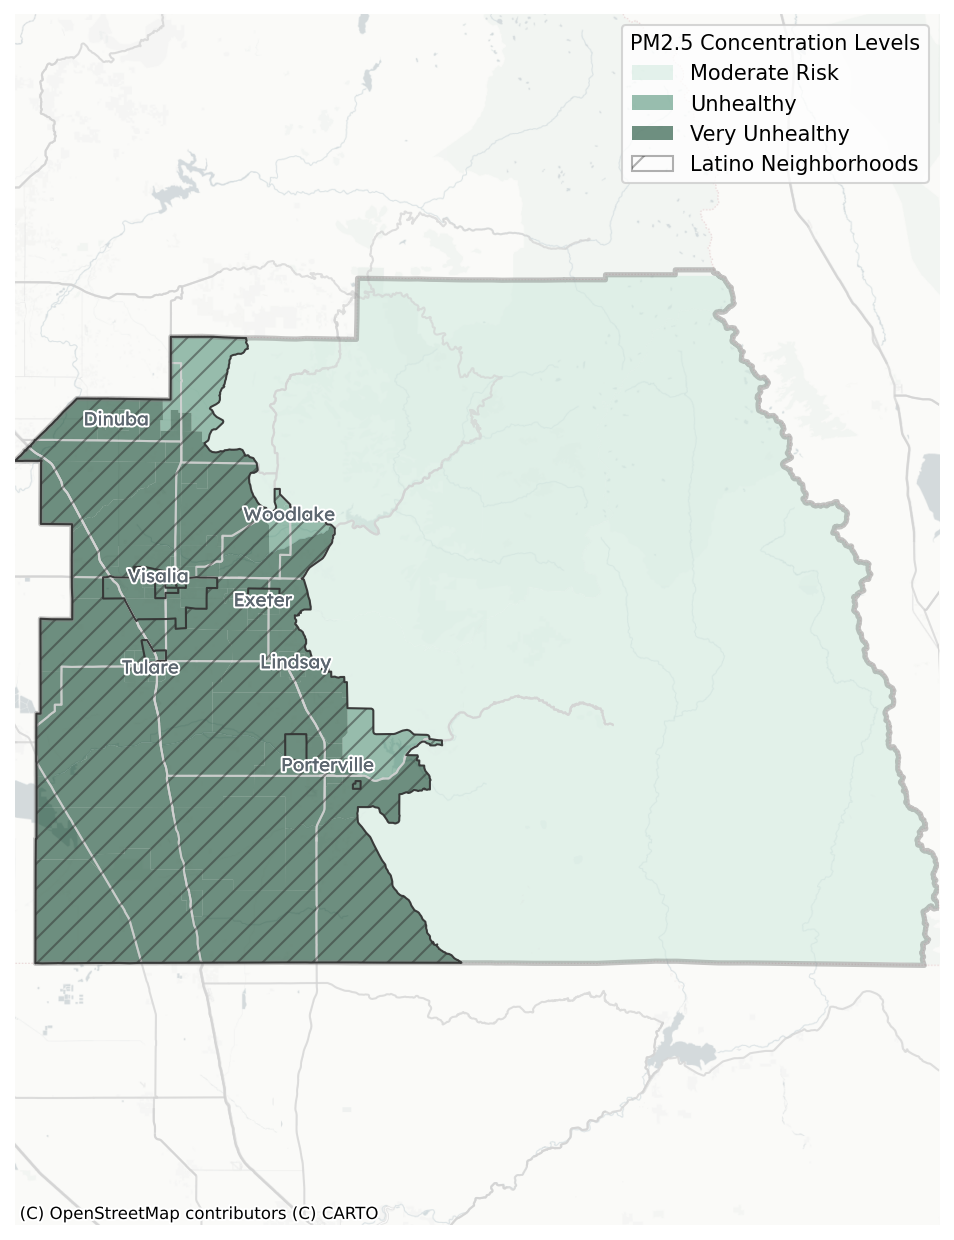 PM2.5 Concentration Levels
Moderate Risk
Unhealthy
Very Unhealthy
Latino Neighborhoods
Dinuba
Woodlake
Visalia
Exeter
Tulare
Lindsay
Porterville
(C) OpenStreetMap contributors (C) CARTO